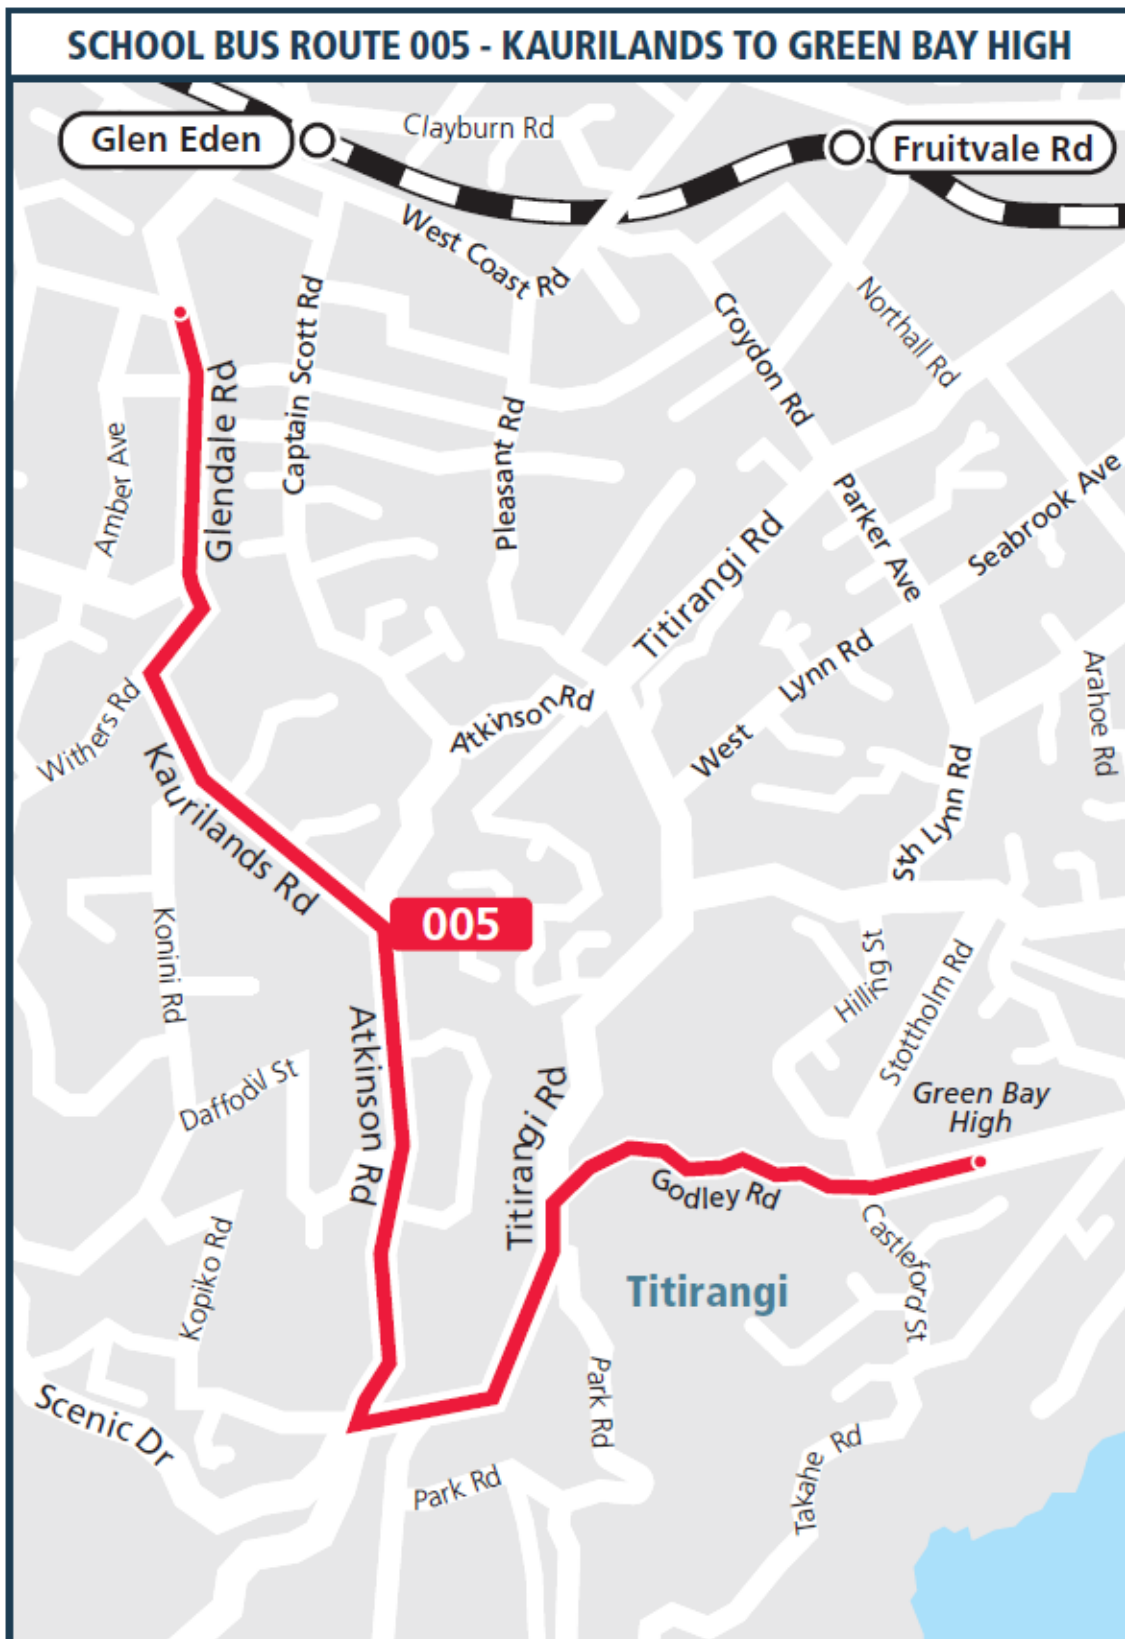 SCHOOL BUS ROUTE 005 - KAURILANDS TO GREEN BAY HIGH
Glen Eden
Clayburn Rd
Fruitvale Rd
West Coast Rd
Captain Scott Rd
Northall Rd
Croydon Rd
Glendale Rd
Pleasant Rd
Amber Ave
Parker Ave
Seabrook Ave
Titirangi Rd
Withers Rd
Atkinson Rd
West Lynn Rd
Arahoe Rd
Kaurilands Rd
Sth Lynn Rd
005
Konini Rd
Hilling St
Stottholm Rd
Atkinson Rd
Daffodil St
Titirangi Rd
Green Bay
High
Godley Rd
Kopiko Rd
Castleford St
Titirangi
Park Rd
Scenic Dr
Park Rd
Takahe Rd